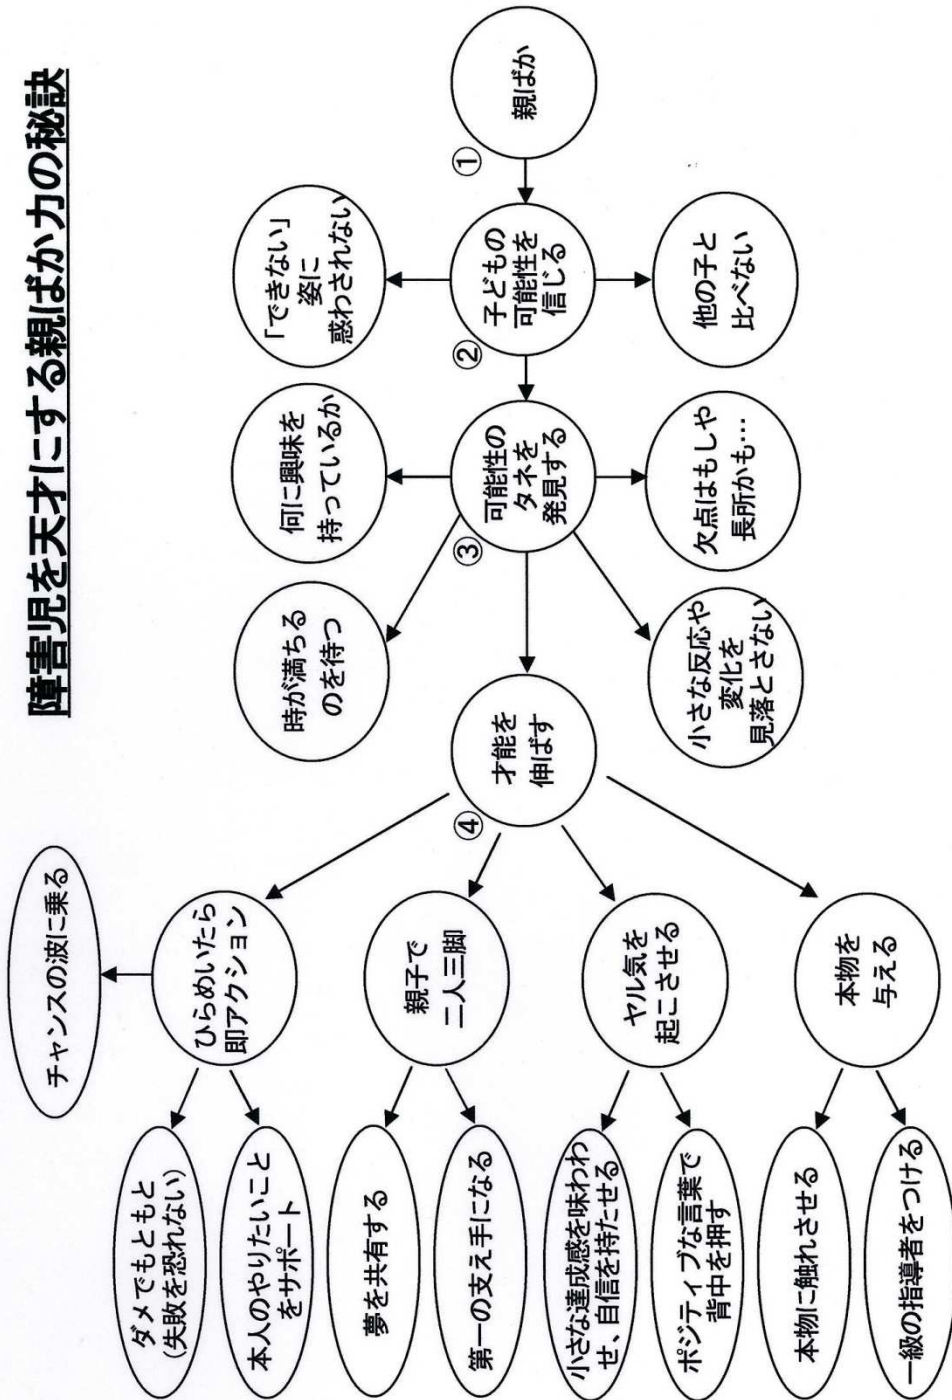 障害児を天才にする親ばか力の秘訣
親ばか
①
子どもの
可能性を
信じる
「できない」
姿に
惑わされない
他の子と
比べない
②
可能性の
タネを
発見する
何に興味を
持っているか
時が満ちる
のを待つ
欠点はもしや
長所かも…
小さな反応や
変化を
見落とさない
③
才能を
伸ばす
④
ひらめいたら
即アクション
チャンスの波に乗る
ダメでもともと
(失敗を恐れない)
本人のやりたいこと
をサポート
親子で
二人三脚
夢を共有する
第一の支え手になる
ヤル気を
起こさせる
小さな達成感を味わわ
せ、自信を持たせる
ポジティブな言葉で
背中を押す
本物を
与える
本物に触れさせる
一級の指導者をつける